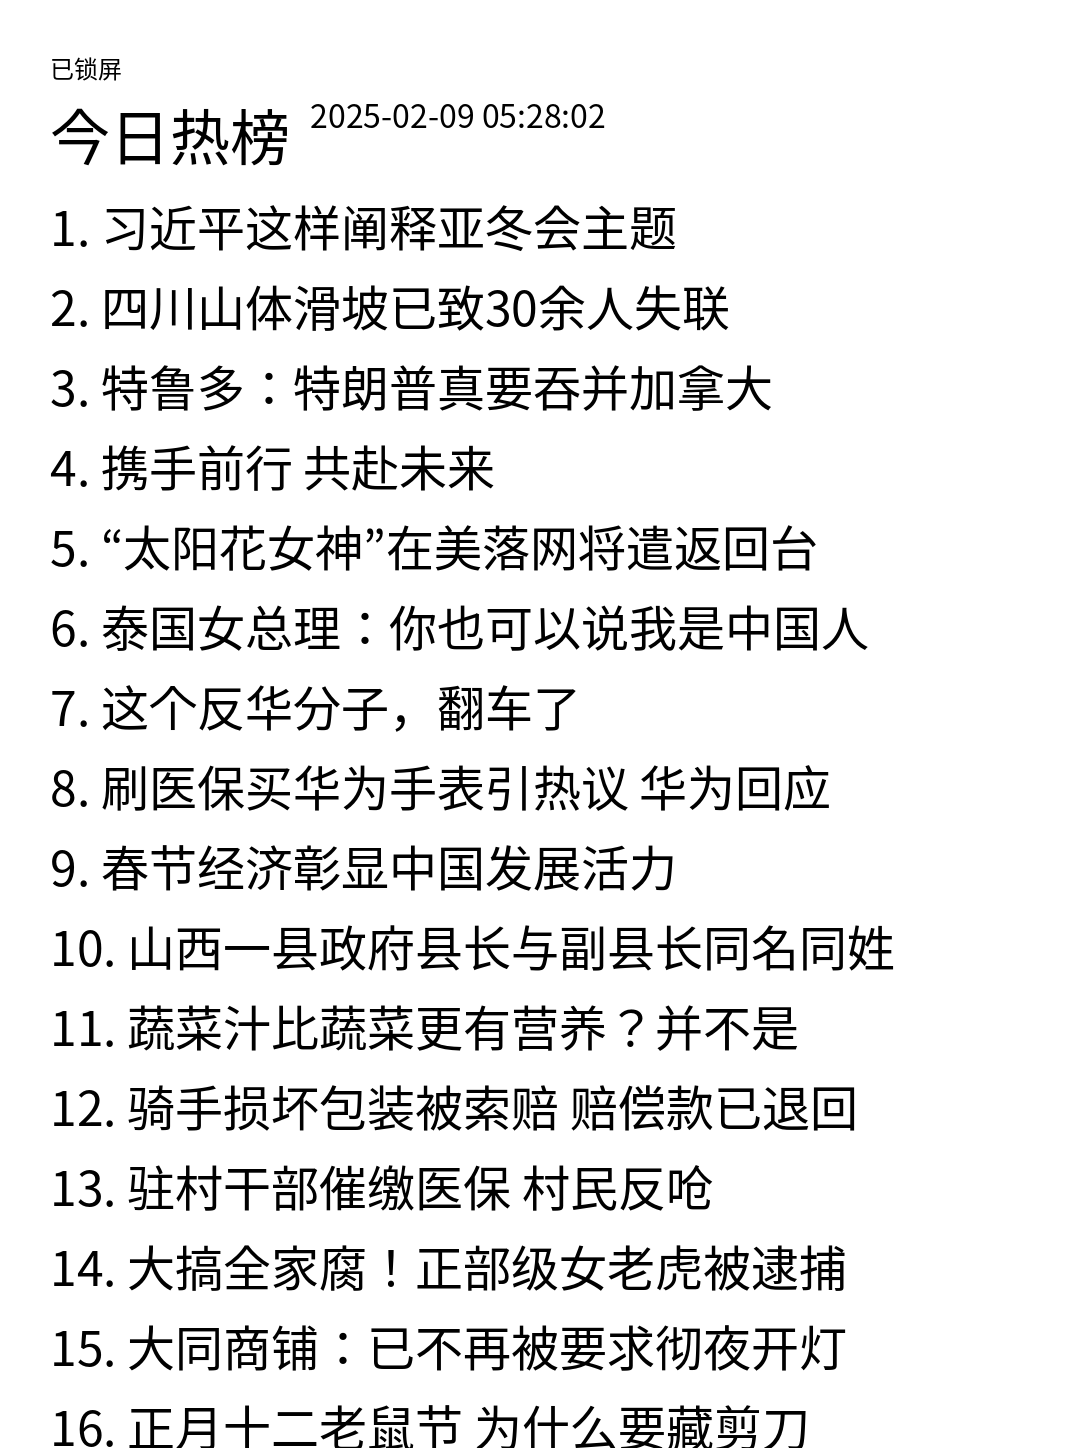 已锁屏
今日热榜 2025-02-09 05:28:02
1. 习近平这样阐释亚冬会主题
2. 四川山体滑坡已致30余人失联
3. 特鲁多：特朗普真要吞并加拿大
4. 携手前行 共赴未来
5. “太阳花女神”在美落网将遣返回台
6. 泰国女总理：你也可以说我是中国人
7. 这个反华分子，翻车了
8. 刷医保买华为手表引热议 华为回应
9. 春节经济彰显中国发展活力
10. 山西一县政府县长与副县长同名同姓
11. 蔬菜汁比蔬菜更有营养？并不是
12. 骑手损坏包装被索赔 赔偿款已退回
13. 驻村干部催缴医保 村民反呛
14. 大搞全家腐！正部级女老虎被逮捕
15. 大同商铺：已不再被要求彻夜开灯
16. 正月十二老鼠节 为什么要藏剪刀